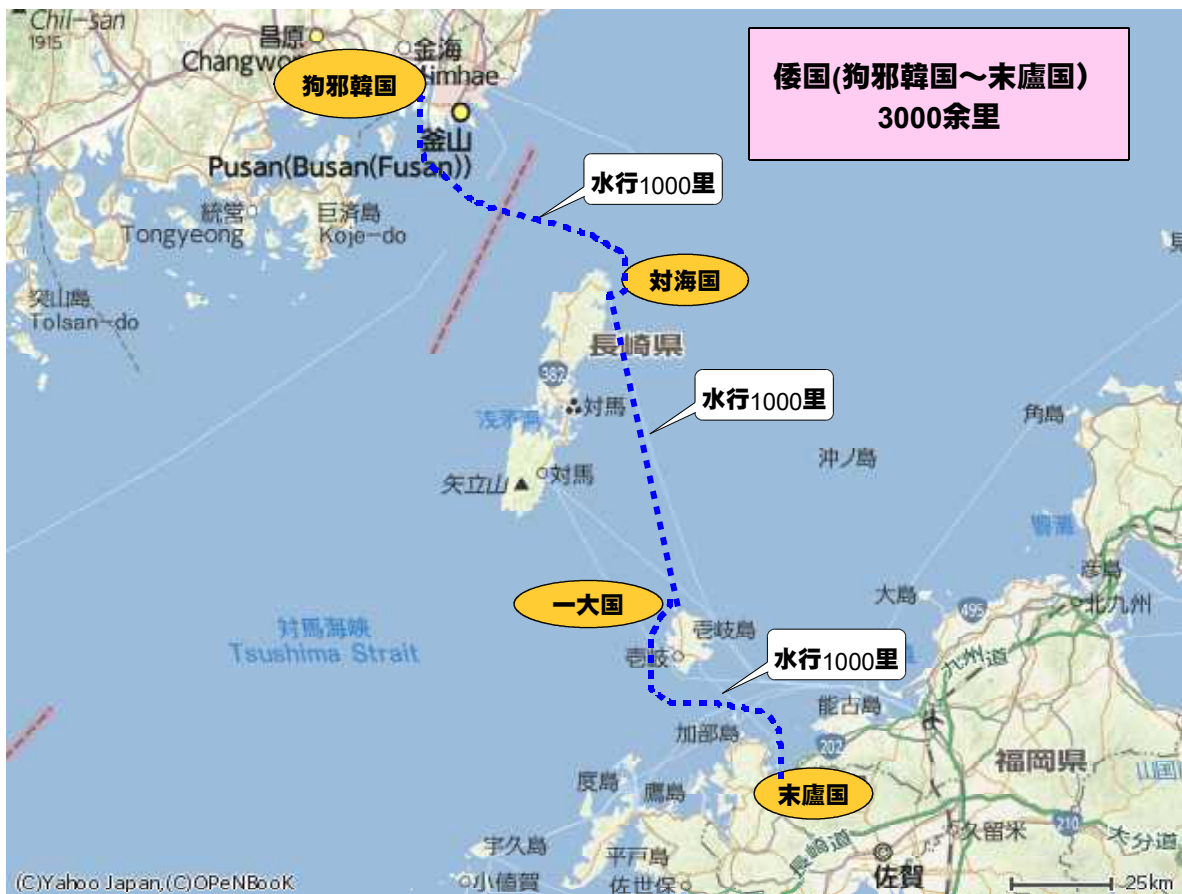 Chil-san
1915
昌原
Changwo
金海
imhae
狗邪韓国
倭国(狗邪韓国～末盧国)
3000余里
釜山
Pusan(Busan(Fusan))
水行1000里
統営
Tongyeong
巨済島
Koje-do
対海国
突山島
Tolsan-do
長崎県
382
水行1000里
浅茅湾
対馬
角島
沖ノ島
矢立山
対馬
響灘
彦島
大島
495
北九州
一大国
対馬海峡
Tsushima Strait
壱岐島
壱岐
水行1000里
九州道
能古島
加部島
202
福岡県
度島
鷹島
末盧国
210
久留米
大分道
長崎道
宇久島
平戸島
佐賀
小値賀
佐世保
25km
(C)Yahoo Japan,(C)OPeNBooK